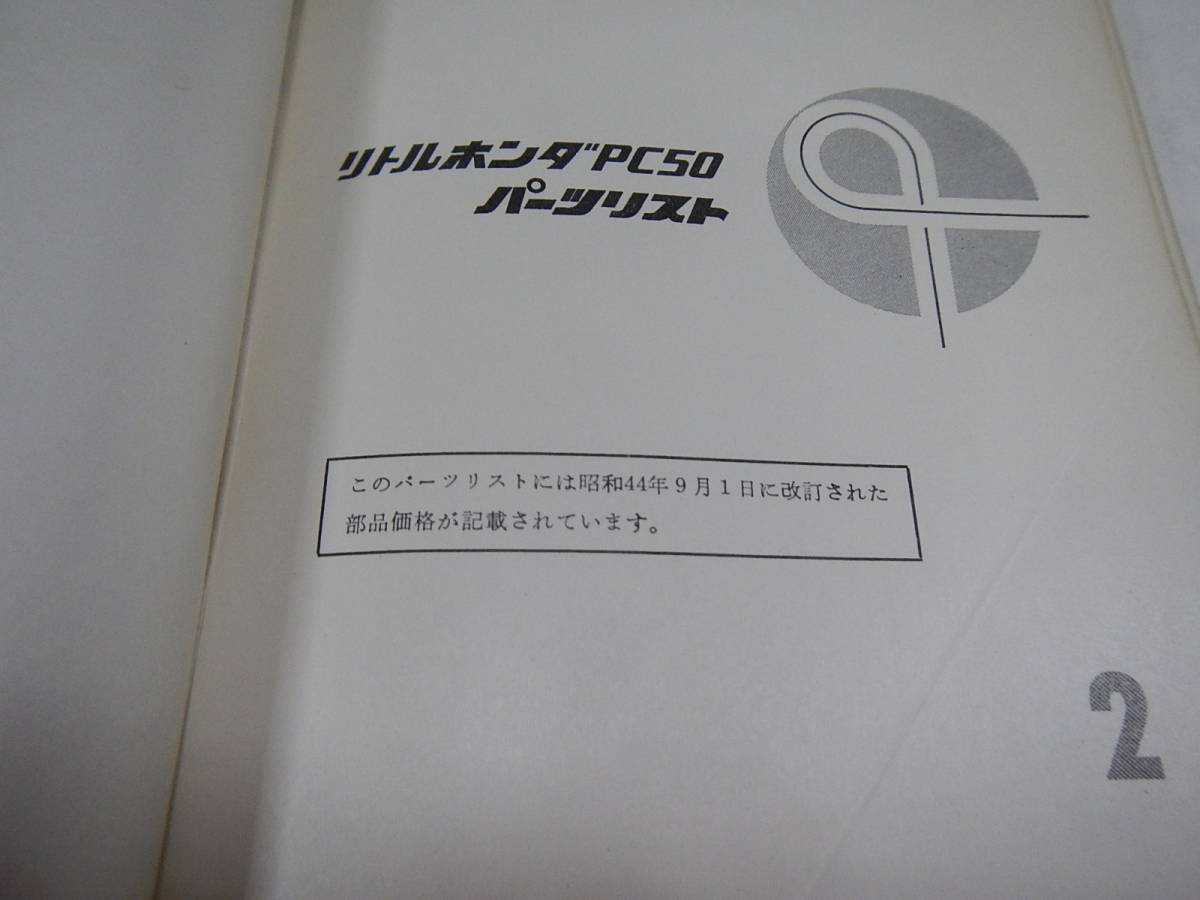 リトルホンダPC50
パーツリスト
このパーツリストには昭和44年9月1日に改訂された
部品価格が記載されています。
2